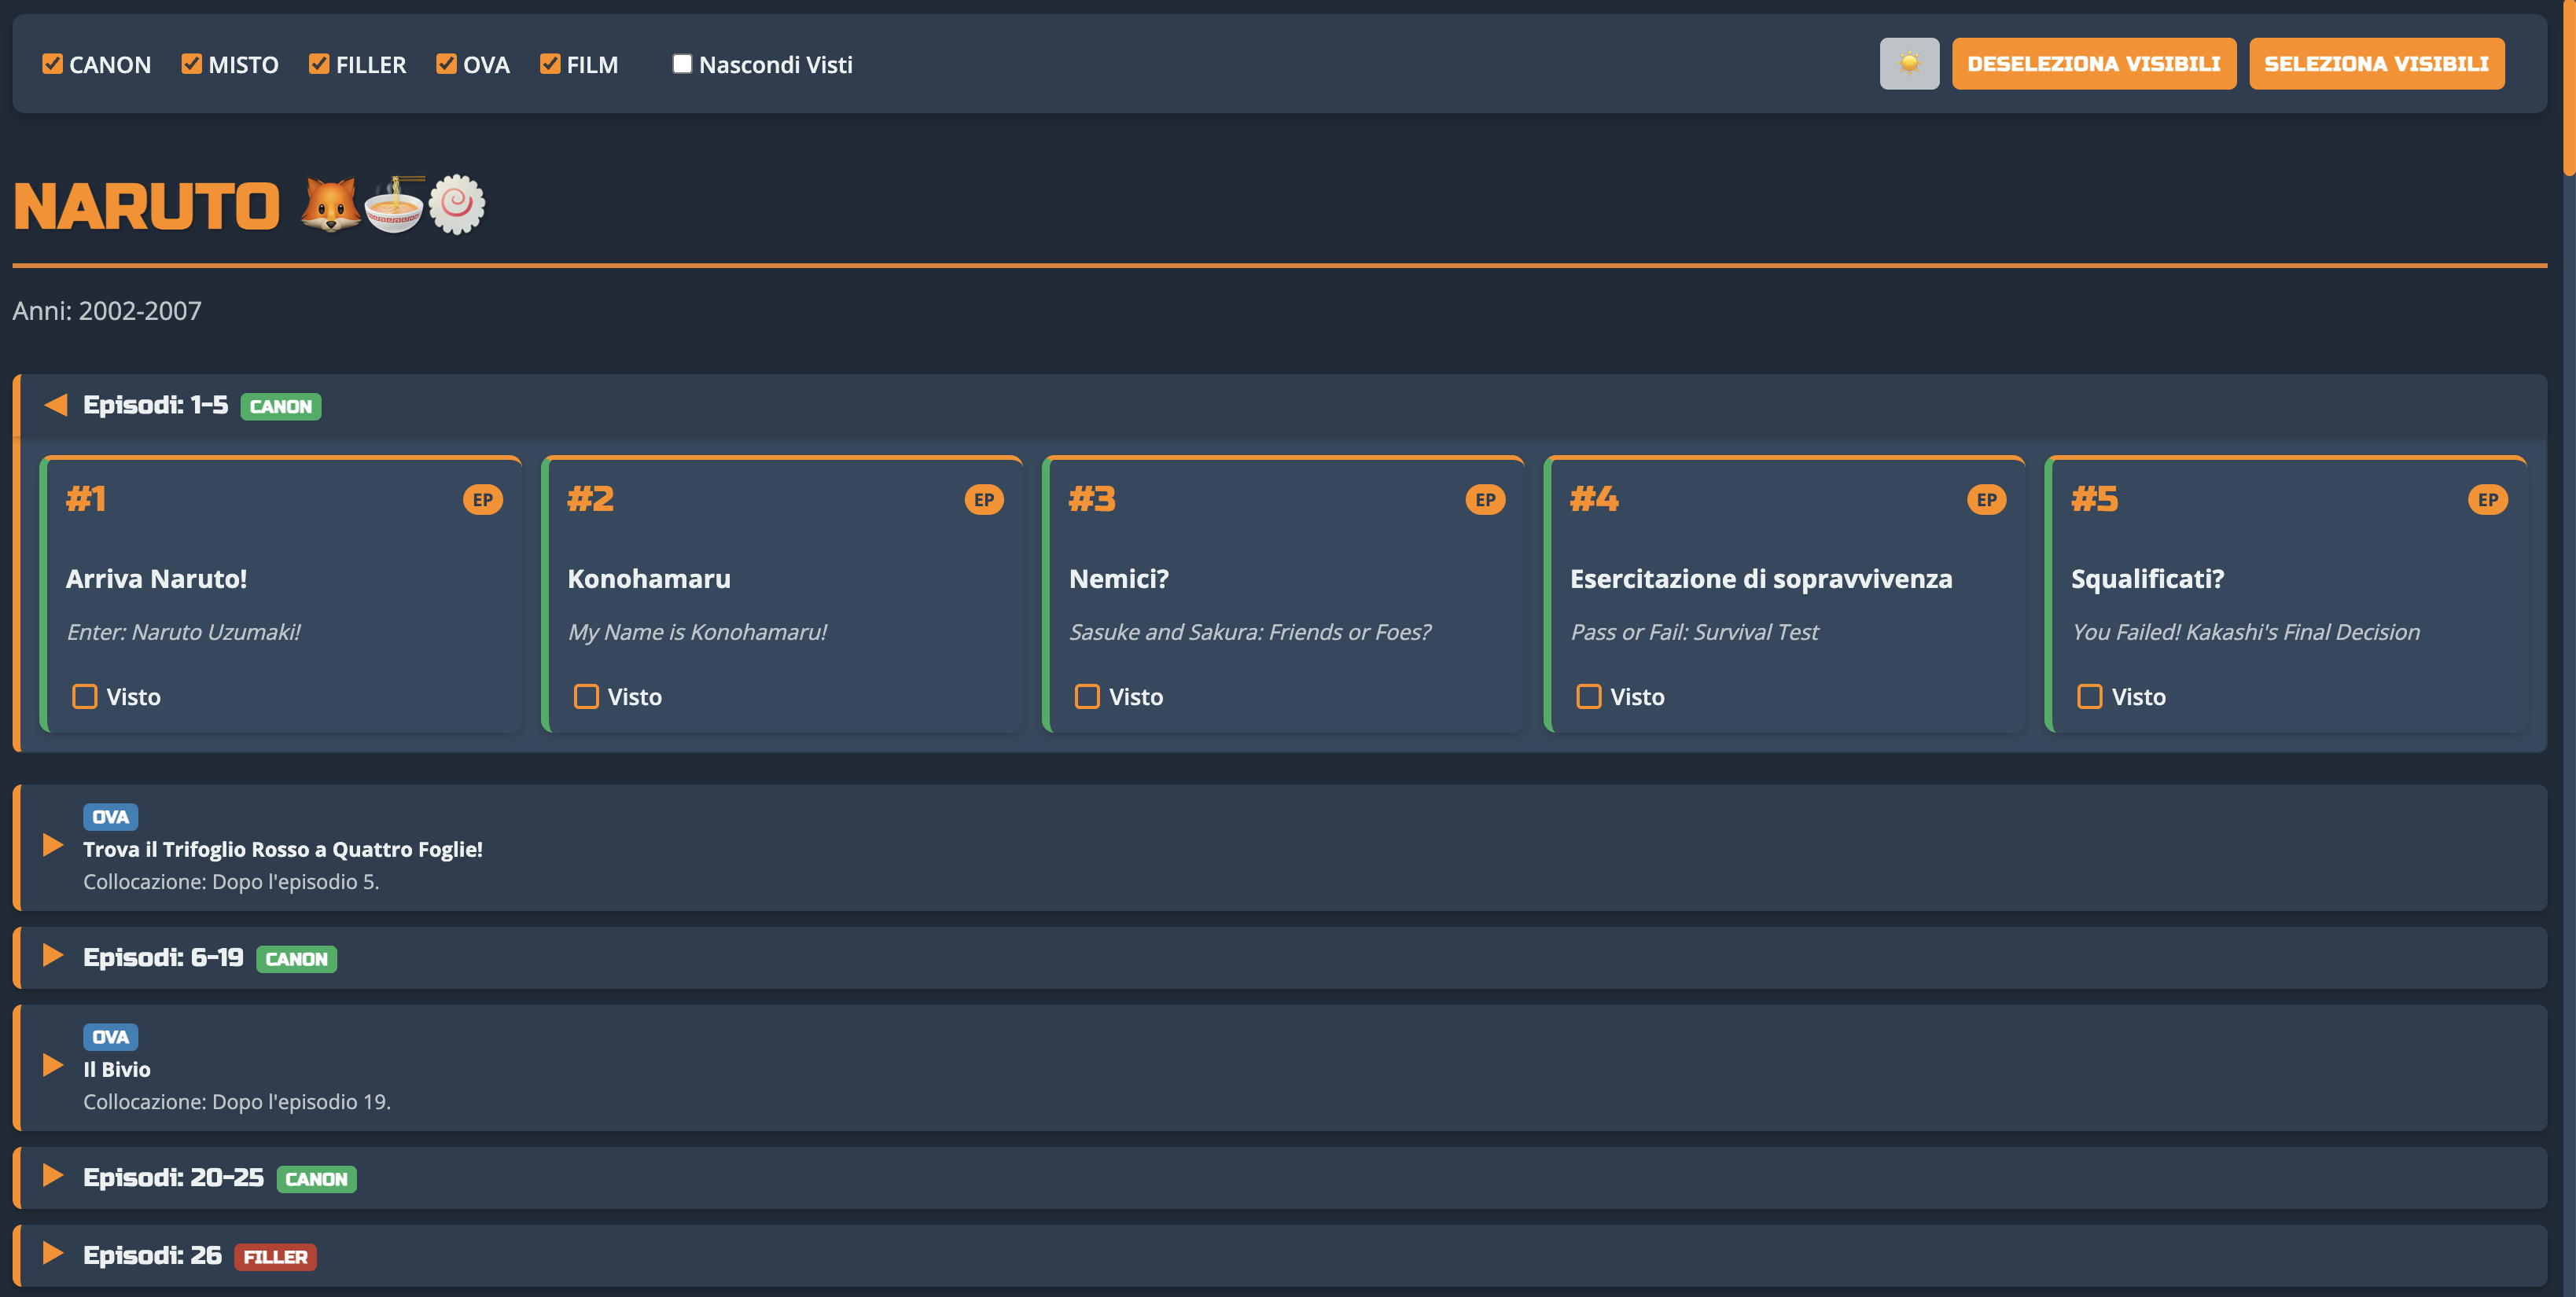 CANON MISTO FILLER OVA FILM Nascondi Visti DESELEZIONA VISIBILI SELEZIONA VISIBILI
NARUTO
Anni: 2002-2007
Episodi: 1-5 CANON
#1 EP
Arriva Naruto!
Enter: Naruto Uzumaki!
Visto
#2 EP
Konohamaru
My Name is Konohamaru!
Visto
#3 EP
Nemici?
Sasuke and Sakura: Friends or Foes?
Visto
#4 EP
Esercitazione di sopravvivenza
Pass or Fail: Survival Test
Visto
#5 EP
Squalificati?
You Failed! Kakashi's Final Decision
Visto
OVA
Trova il Trifoglio Rosso a Quattro Foglie!
Collocazione: Dopo l'episodio 5.
Episodi: 6-19 CANON
OVA
Il Bivio
Collocazione: Dopo l'episodio 19.
Episodi: 20-25 CANON
Episodi: 26 FILLER